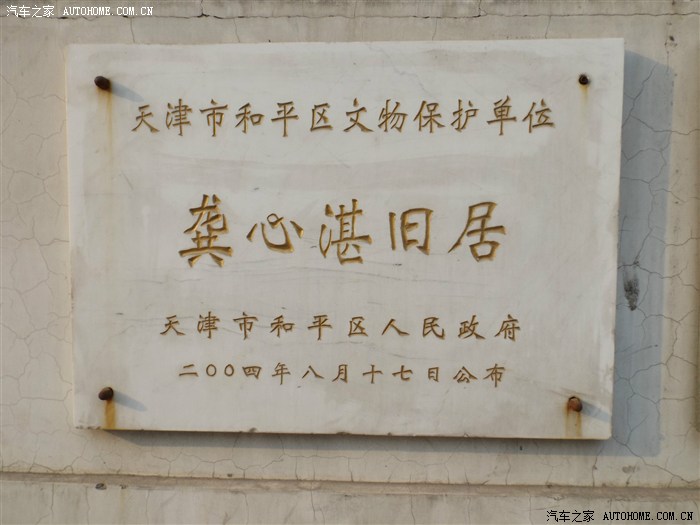 汽车之家 AUTOHOME.COM.CN
天津市和平区文物保护单位
龚心湛旧居
天津市和平区人民政府
二〇〇四年八月十七日公布
汽车之家 AUTOHOME.COM.CN